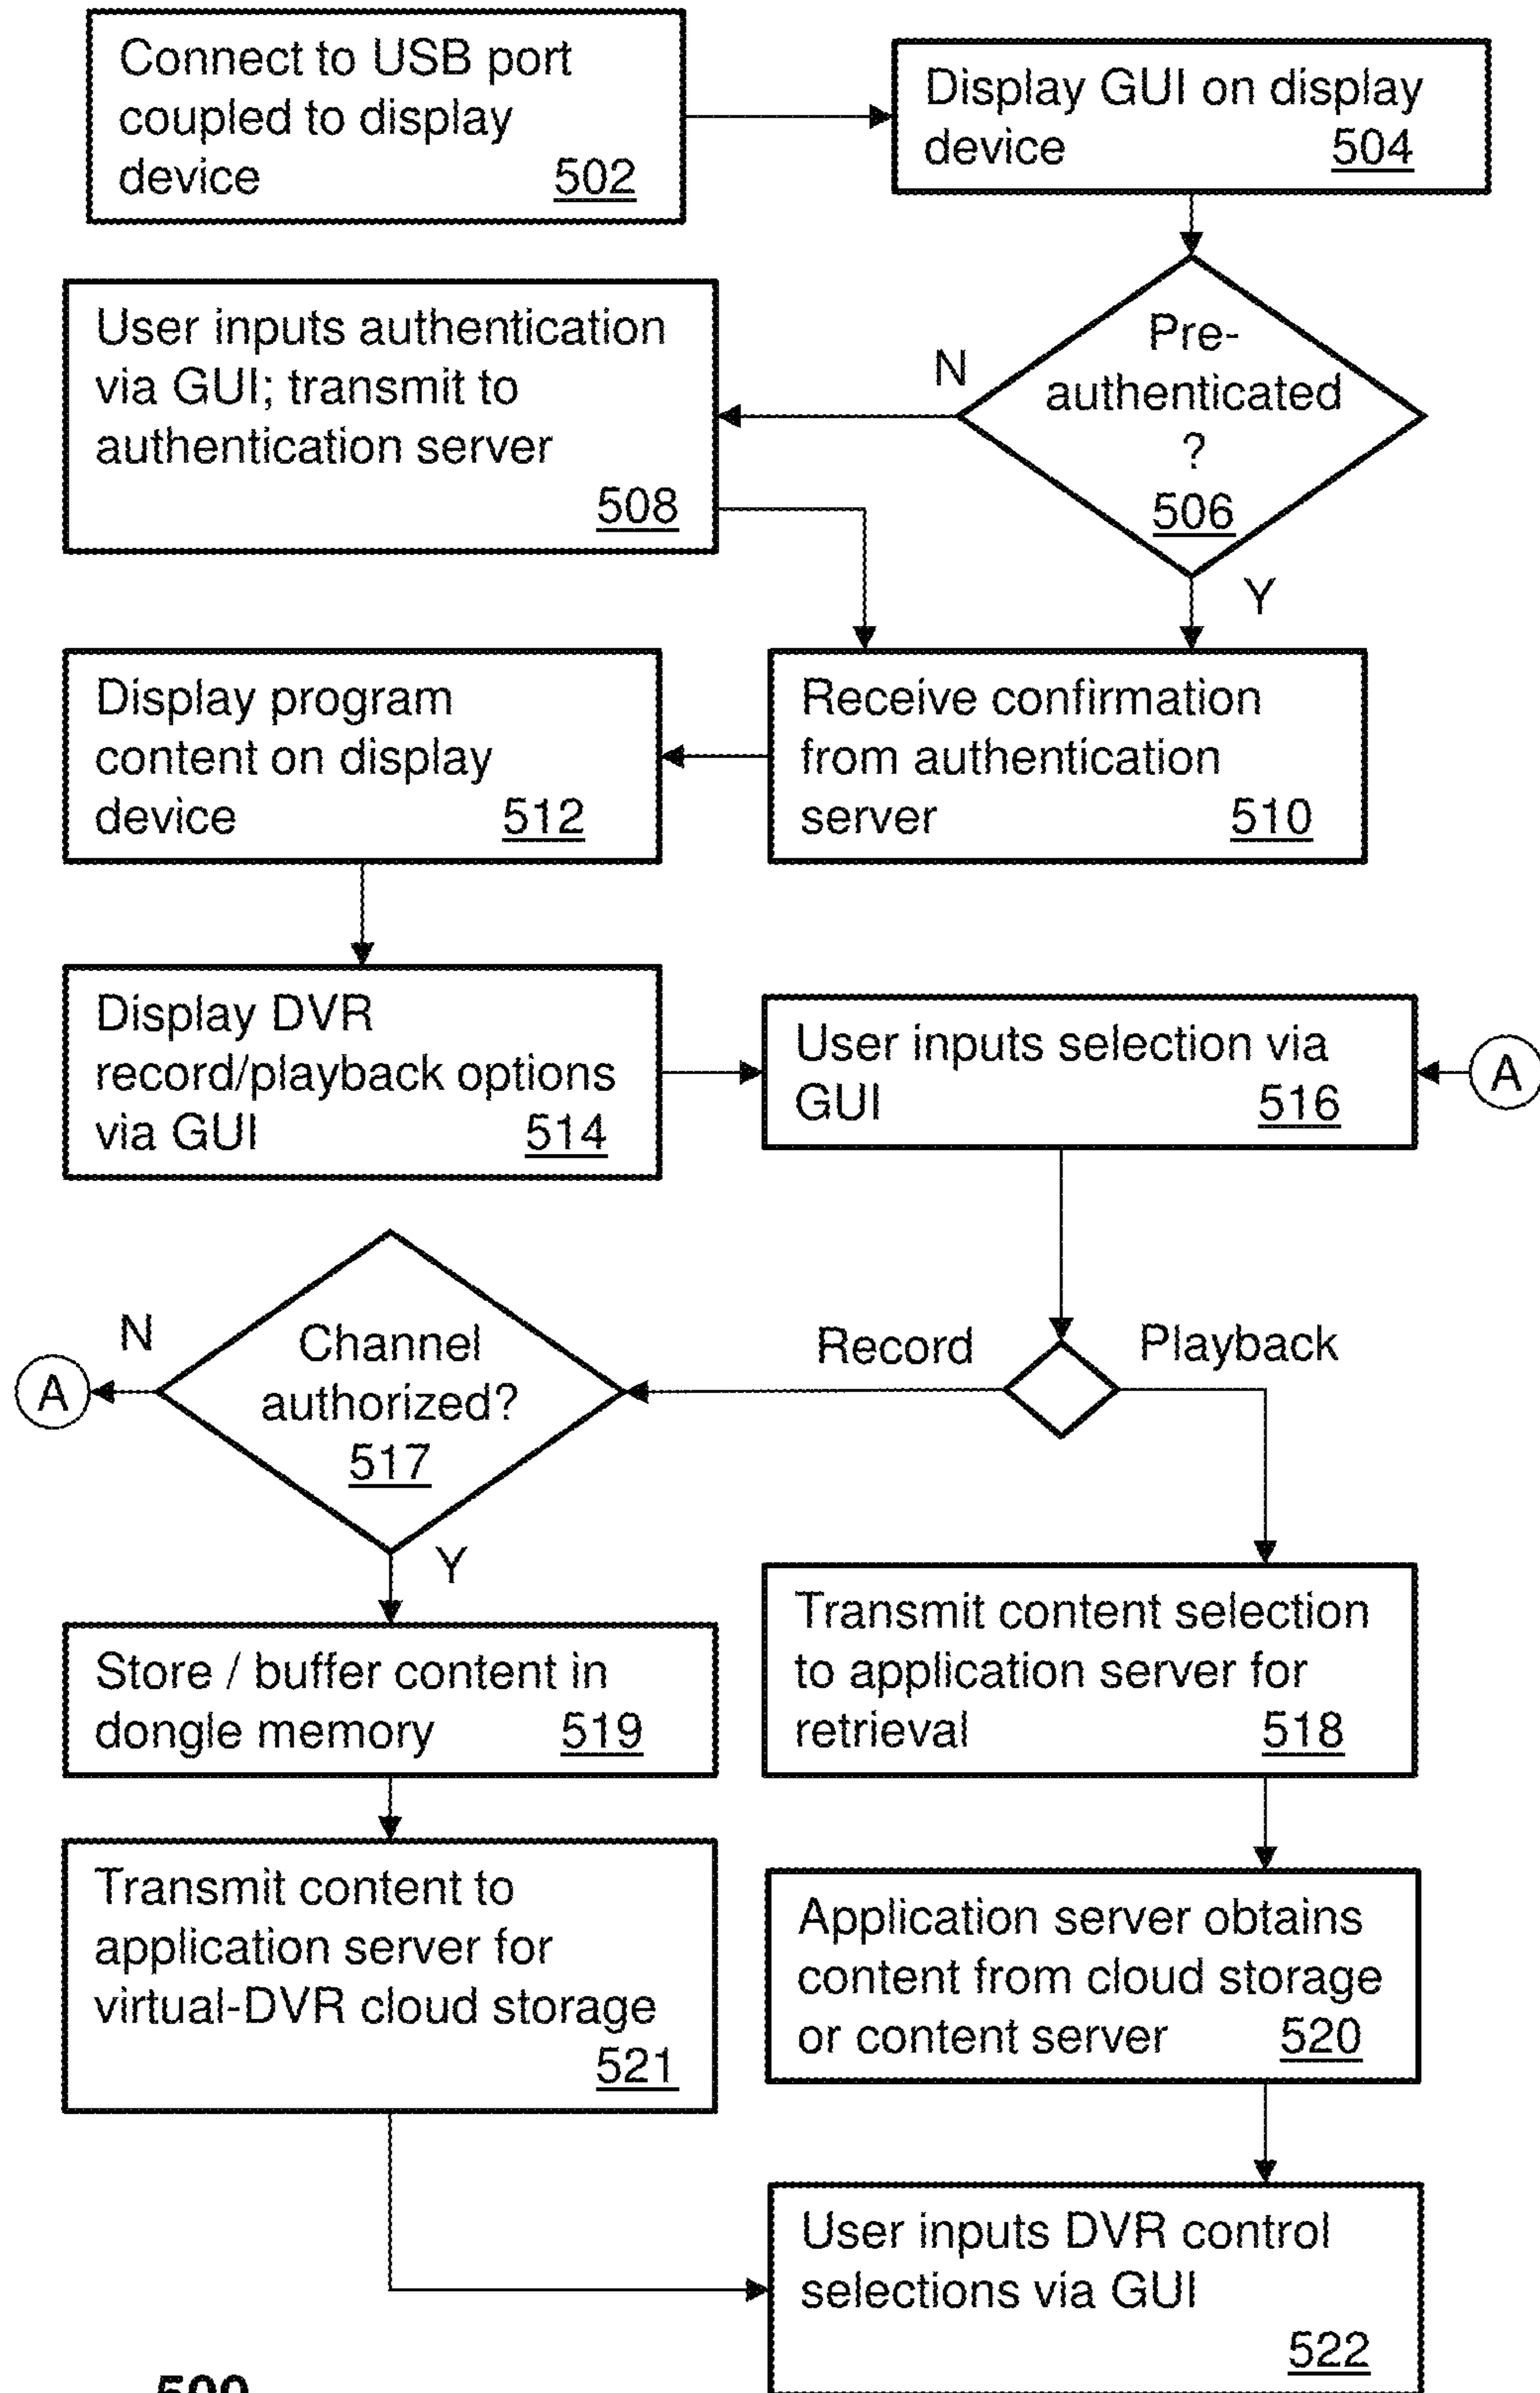 Connect to USB port
coupled to display
device 502
Display GUI on display
device 504
Pre-
authenticated
?
506
N
Y
User inputs authentication
via GUI; transmit to
authentication server
508
Receive confirmation
from authentication
server 510
Display program
content on display
device 512
Display DVR
record/playback options
via GUI 514
User inputs selection via
GUI 516
A
Record
Playback
Channel
authorized?
517
N
A
Y
Store / buffer content in
dongle memory 519
Transmit content selection
to application server for
retrieval 518
Transmit content to
application server for
virtual-DVR cloud storage
521
Application server obtains
content from cloud storage
or content server 520
User inputs DVR control
selections via GUI
522
500